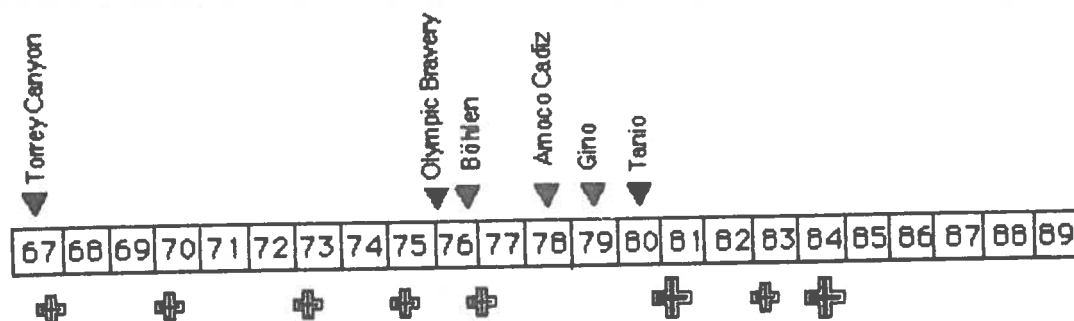 Torrey Canyon
Olympic Bravery
Böhlen
Amoco Cadiz
Gino
Tanio
67 68 69 70 71 72 73 74 75 76 77 78 79 80 81 82 83 84 85 86 87 88 89